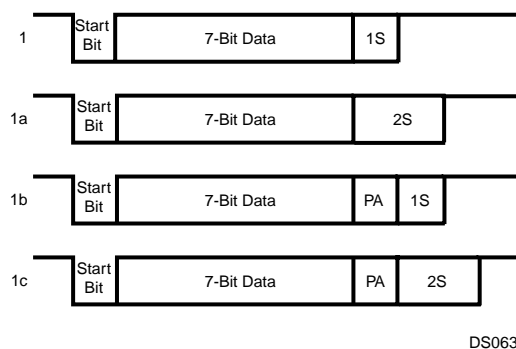 1 Start Bit 7-Bit Data 1S
1a Start Bit 7-Bit Data 2S
1b Start Bit 7-Bit Data PA 1S
1c Start Bit 7-Bit Data PA 2S
DS063